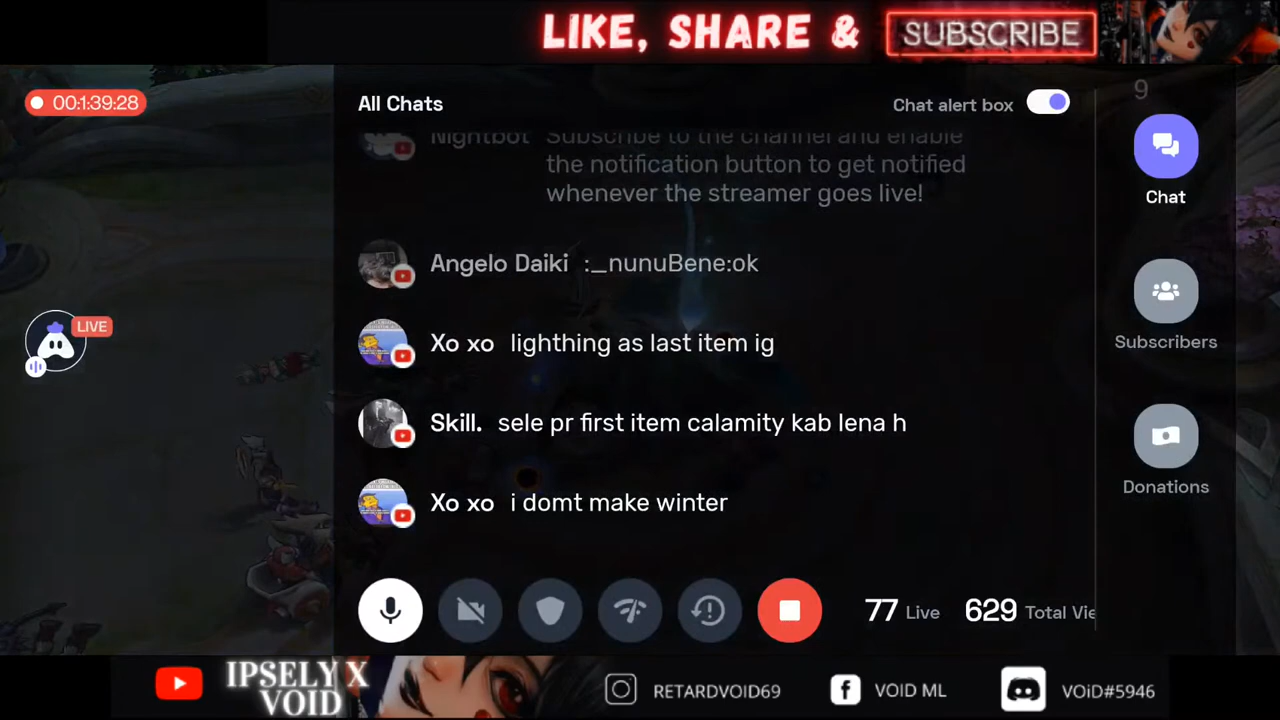 LIKE, SHARE & SUBSCRIBE
00:1:39:28
All Chats
Chat alert box
9
Nightbot Subscribe to the channel and enable
the notification button to get notified
whenever the streamer goes live!
Chat
Angelo Daiki :_nunuBene:ok
Subscribers
LIVE
Xo xo lighthing as last item ig
Skill. sele pr first item calamity kab lena h
Donations
Xo xo i domt make winter
77 Live 629 Total Vie
IPSELY X
VOID
RETARDVOID69
VOID ML
VOiD#5946